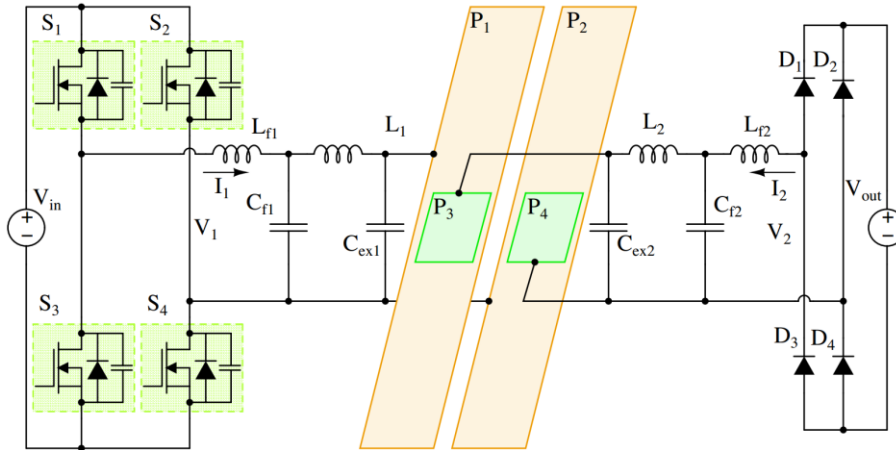 S1
S2
P1
P2
D1
D2
Lf1
L1
L2
Lf2
I1
I2
Vin
V1
Cf1
Cex1
P3
P4
Cex2
Cf2
V2
Vout
S3
S4
D3
D4